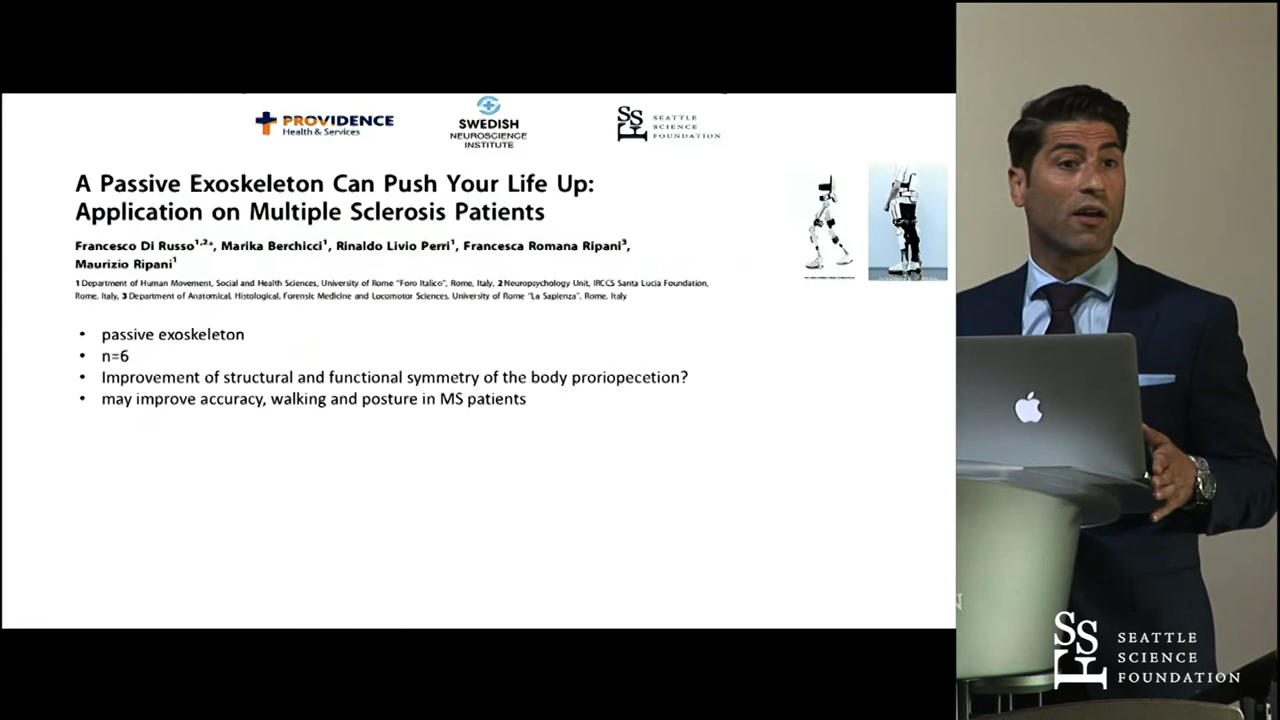 PROVIDENCE
Health & Services
SWEDISH
NEUROSCIENCE
INSTITUTE
SEATTLE
SCIENCE
FOUNDATION
A Passive Exoskeleton Can Push Your Life Up:
Application on Multiple Sclerosis Patients
Francesco Di Russo1,2*, Marika Berchicci1, Rinaldo Livio Perri1, Francesca Romana Ripani3,
Maurizio Ripani1
1 Department of Human Movement, Social and Health Sciences, University of Rome "Foro Italico", Rome, Italy, 2 Neuropsychology Unit, IRCCS Santa Lucia Foundation,
Rome, Italy, 3 Department of Anatomical, Histological, Forensic Medicine and Locomotor Sciences, University of Rome "La Sapienza", Rome, Italy
• passive exoskeleton
• n=6
• Improvement of structural and functional symmetry of the body proriopecetion?
• may improve accuracy, walking and posture in MS patients
N
SSF
SEATTLE
SCIENCE
FOUNDATION